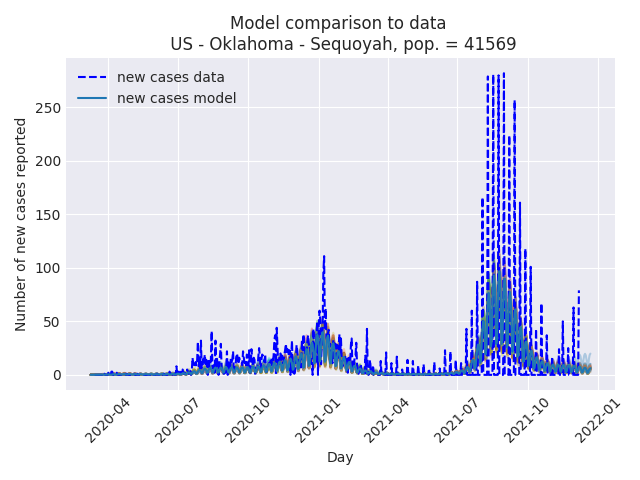 Model comparison to data
US - Oklahoma - Sequoyah, pop. = 41569
new cases data
new cases model
Number of new cases reported
250
200
150
100
50
0
2020-04
2020-07
2020-10
2021-01
2021-04
2021-07
2021-10
2022-01
Day